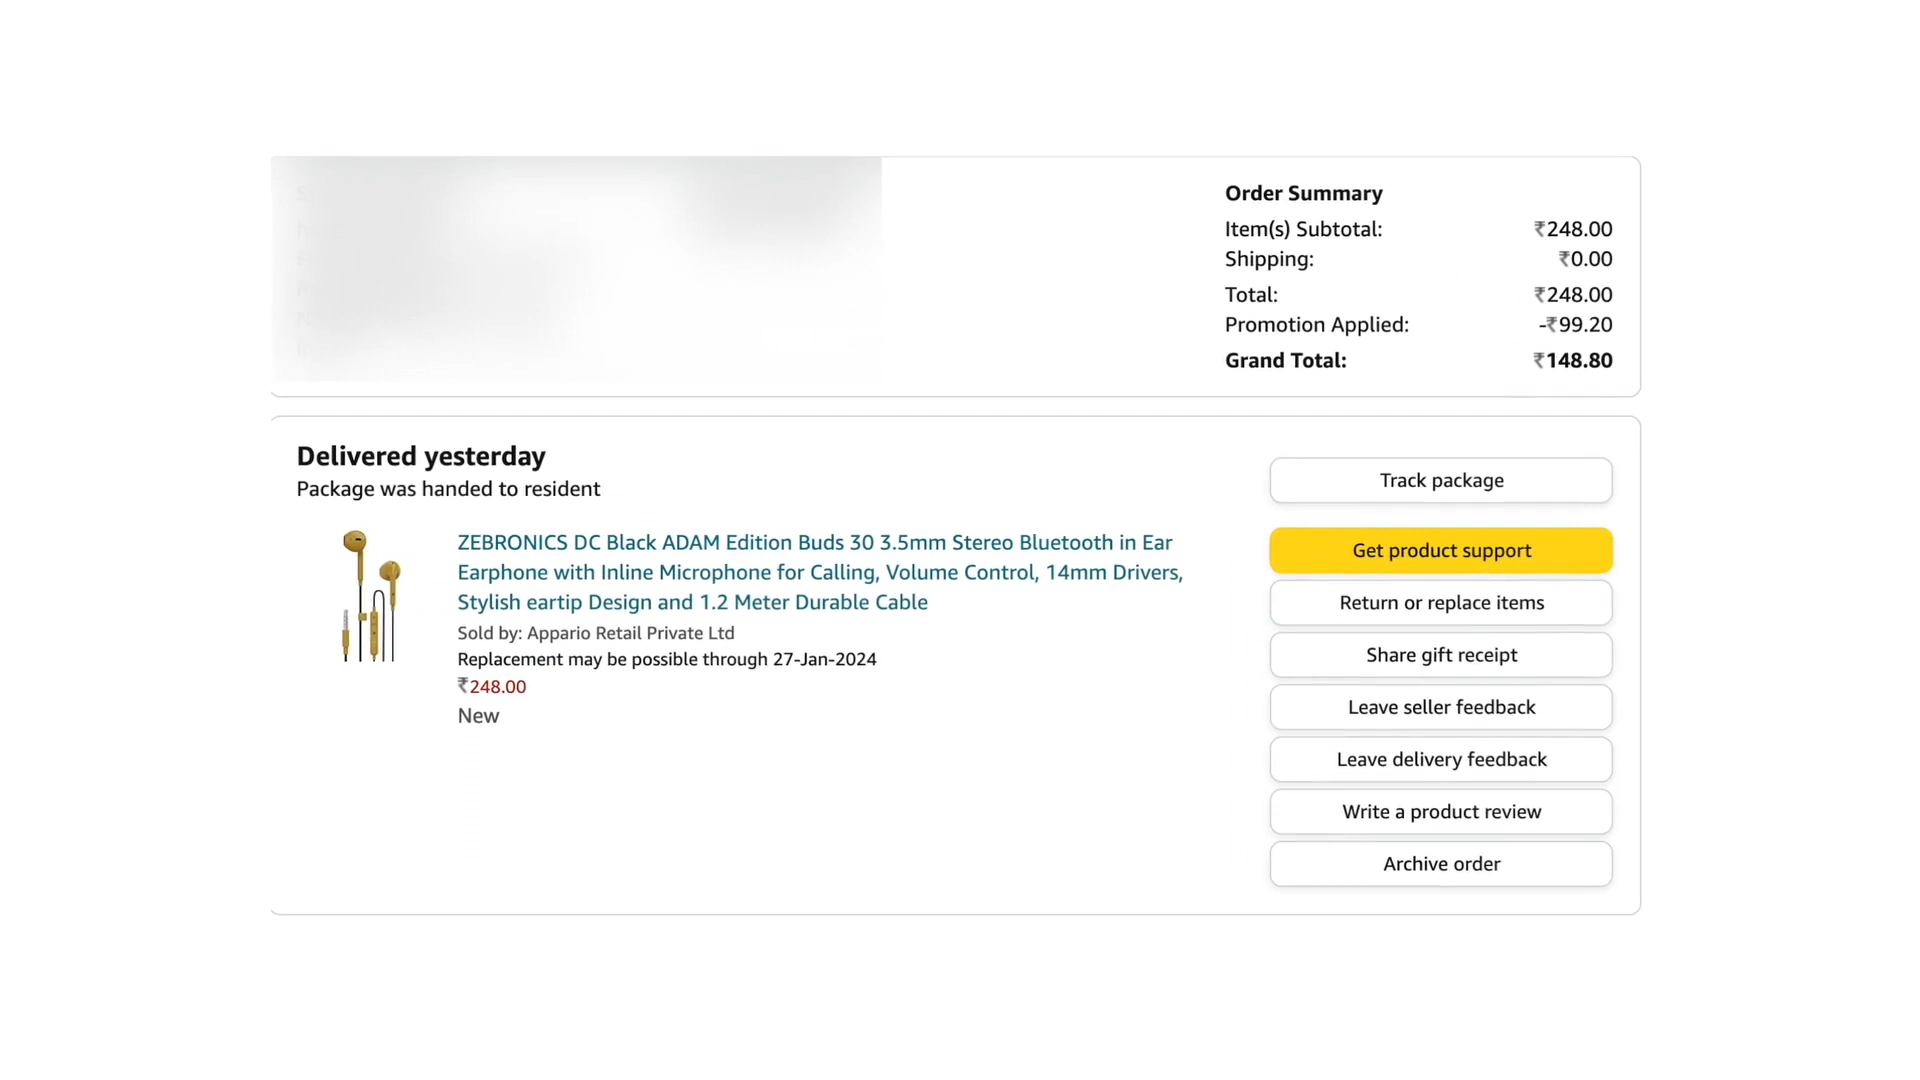 Order Summary
Item(s) Subtotal: ₹248.00
Shipping: ₹0.00
Total: ₹248.00
Promotion Applied: -₹99.20
Grand Total: ₹148.80
Delivered yesterday
Package was handed to resident
ZEBRONICS DC Black ADAM Edition Buds 30 3.5mm Stereo Bluetooth in Ear
Earphone with Inline Microphone for Calling, Volume Control, 14mm Drivers,
Stylish eartip Design and 1.2 Meter Durable Cable
Sold by: Appario Retail Private Ltd
Replacement may be possible through 27-Jan-2024
₹248.00
New
Track package
Get product support
Return or replace items
Share gift receipt
Leave seller feedback
Leave delivery feedback
Write a product review
Archive order